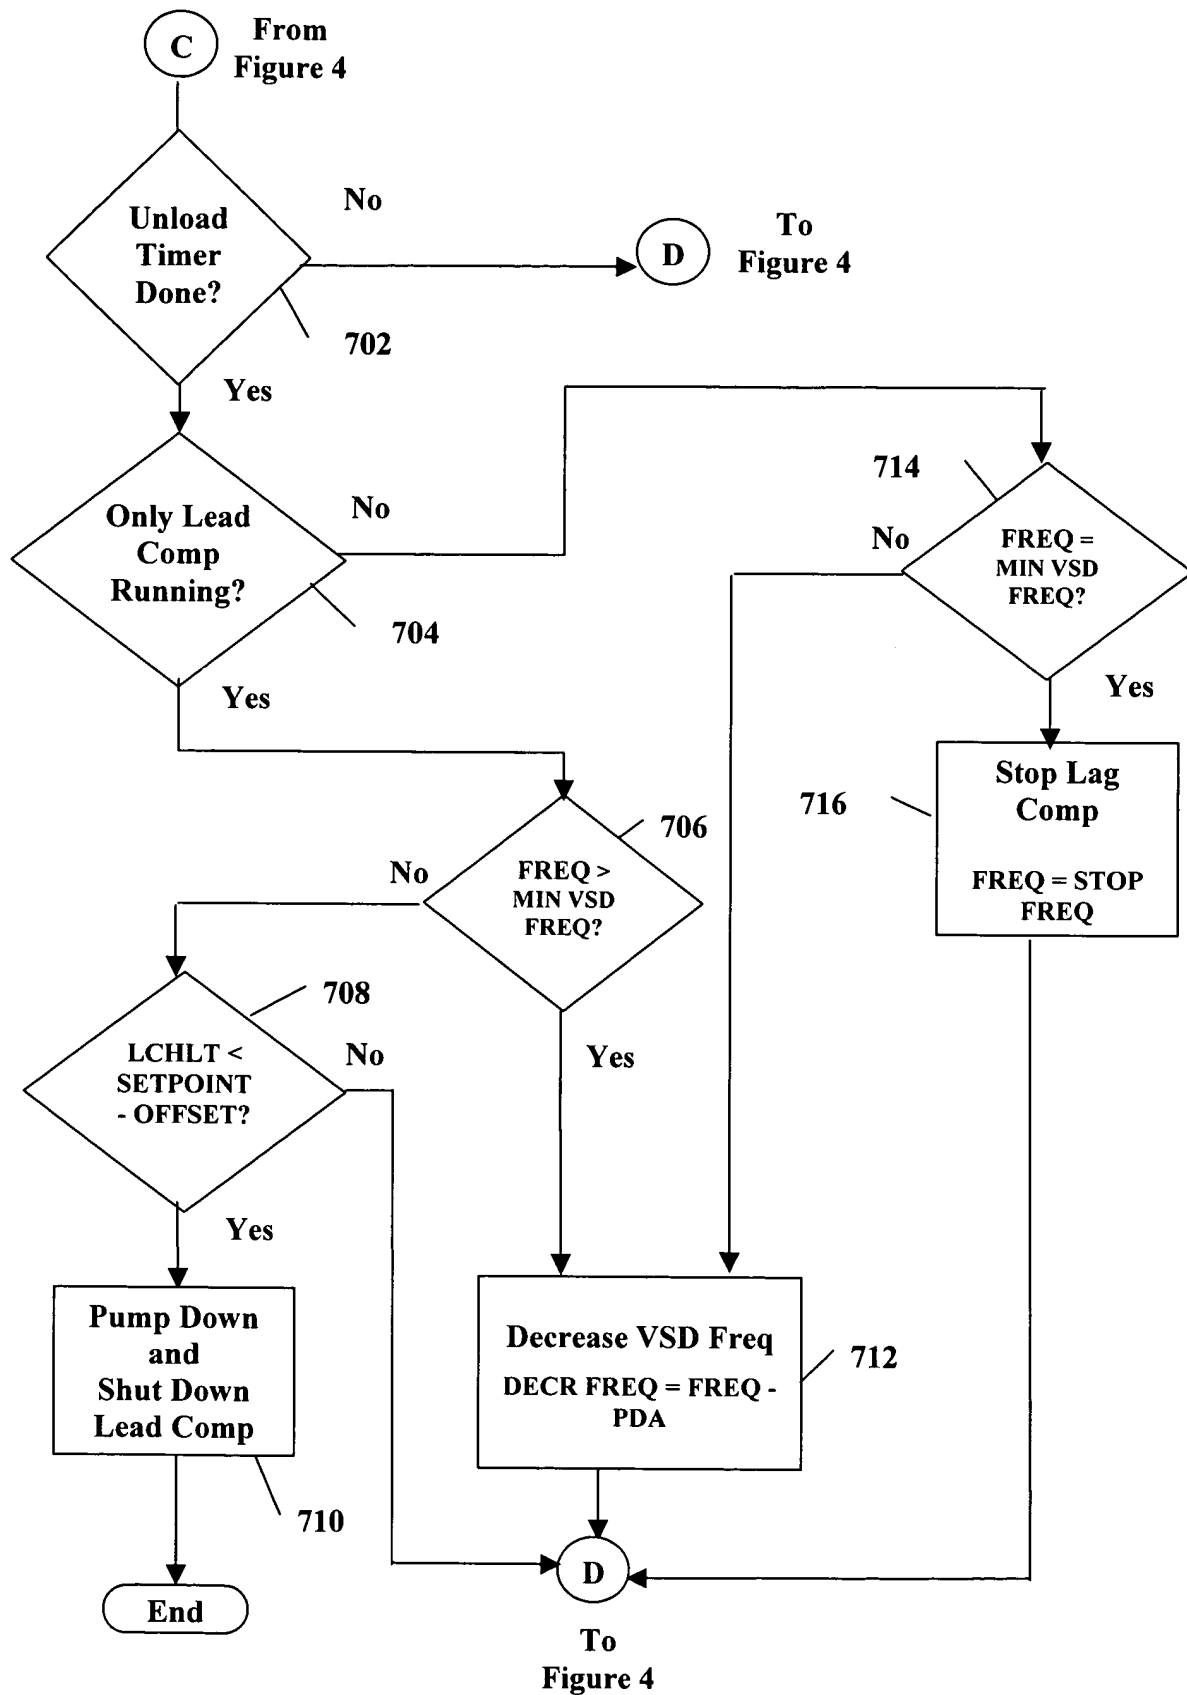 C
From
Figure 4
Unload
Timer
Done?
No
D
To
Figure 4
702
Yes
Only Lead
Comp
Running?
No
704
Yes
714
FREQ =
MIN VSD
FREQ?
No
Yes
716
Stop Lag
Comp
FREQ = STOP
FREQ
706
FREQ >
MIN VSD
FREQ?
No
Yes
708
LCHLT <
SETPOINT
- OFFSET?
No
Yes
Pump Down
and
Shut Down
Lead Comp
710
End
Decrease VSD Freq
DECR FREQ = FREQ -
PDA
712
D
To
Figure 4